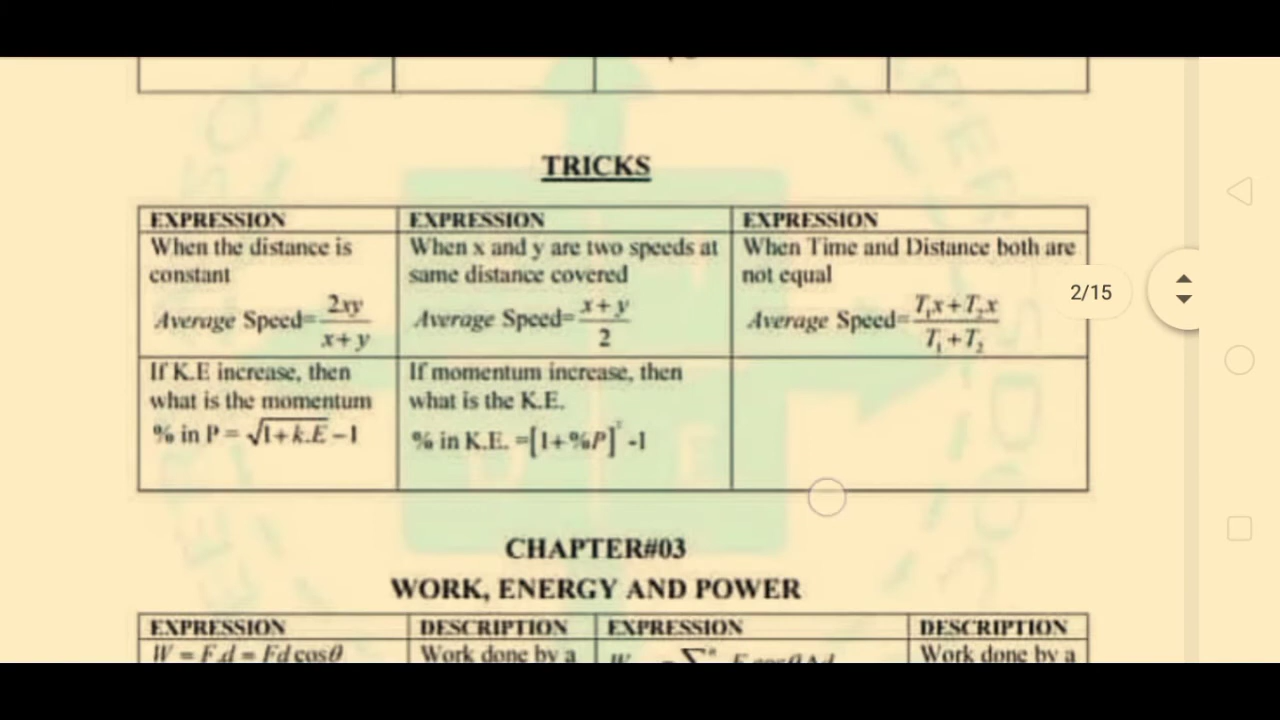 TRICKS
EXPRESSION EXPRESSION EXPRESSION
When the distance is
constant
Average Speed= 2xy / x+y
When x and y are two speeds at
same distance covered
Average Speed= x+y / 2
When Time and Distance both are
not equal
Average Speed= T₁x+T₂x / T₁+T₂
If K.E increase, then
what is the momentum
% in P = √1+k.E −1
If momentum increase, then
what is the K.E.
% in K.E. =[1+%P]² -1
2/15
CHAPTER#03
WORK, ENERGY AND POWER
EXPRESSION DESCRIPTION EXPRESSION DESCRIPTION
W = F.d = Fd cosθ
Work done by a
Work done by a